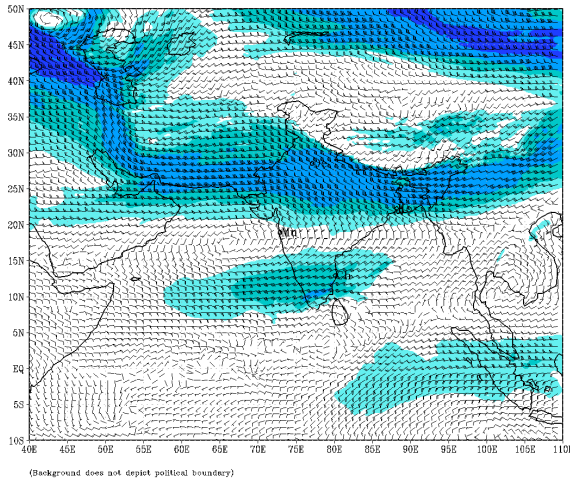 50N
45N
40N
35N
30N
25N
20N
15N
10N
5N
EQ
5S
10S
Mn
40E 45E 50E 55E 60E 65E 70E 75E 80E 85E 90E 95E 100E 105E 110E
(Background does not depict political boundary)